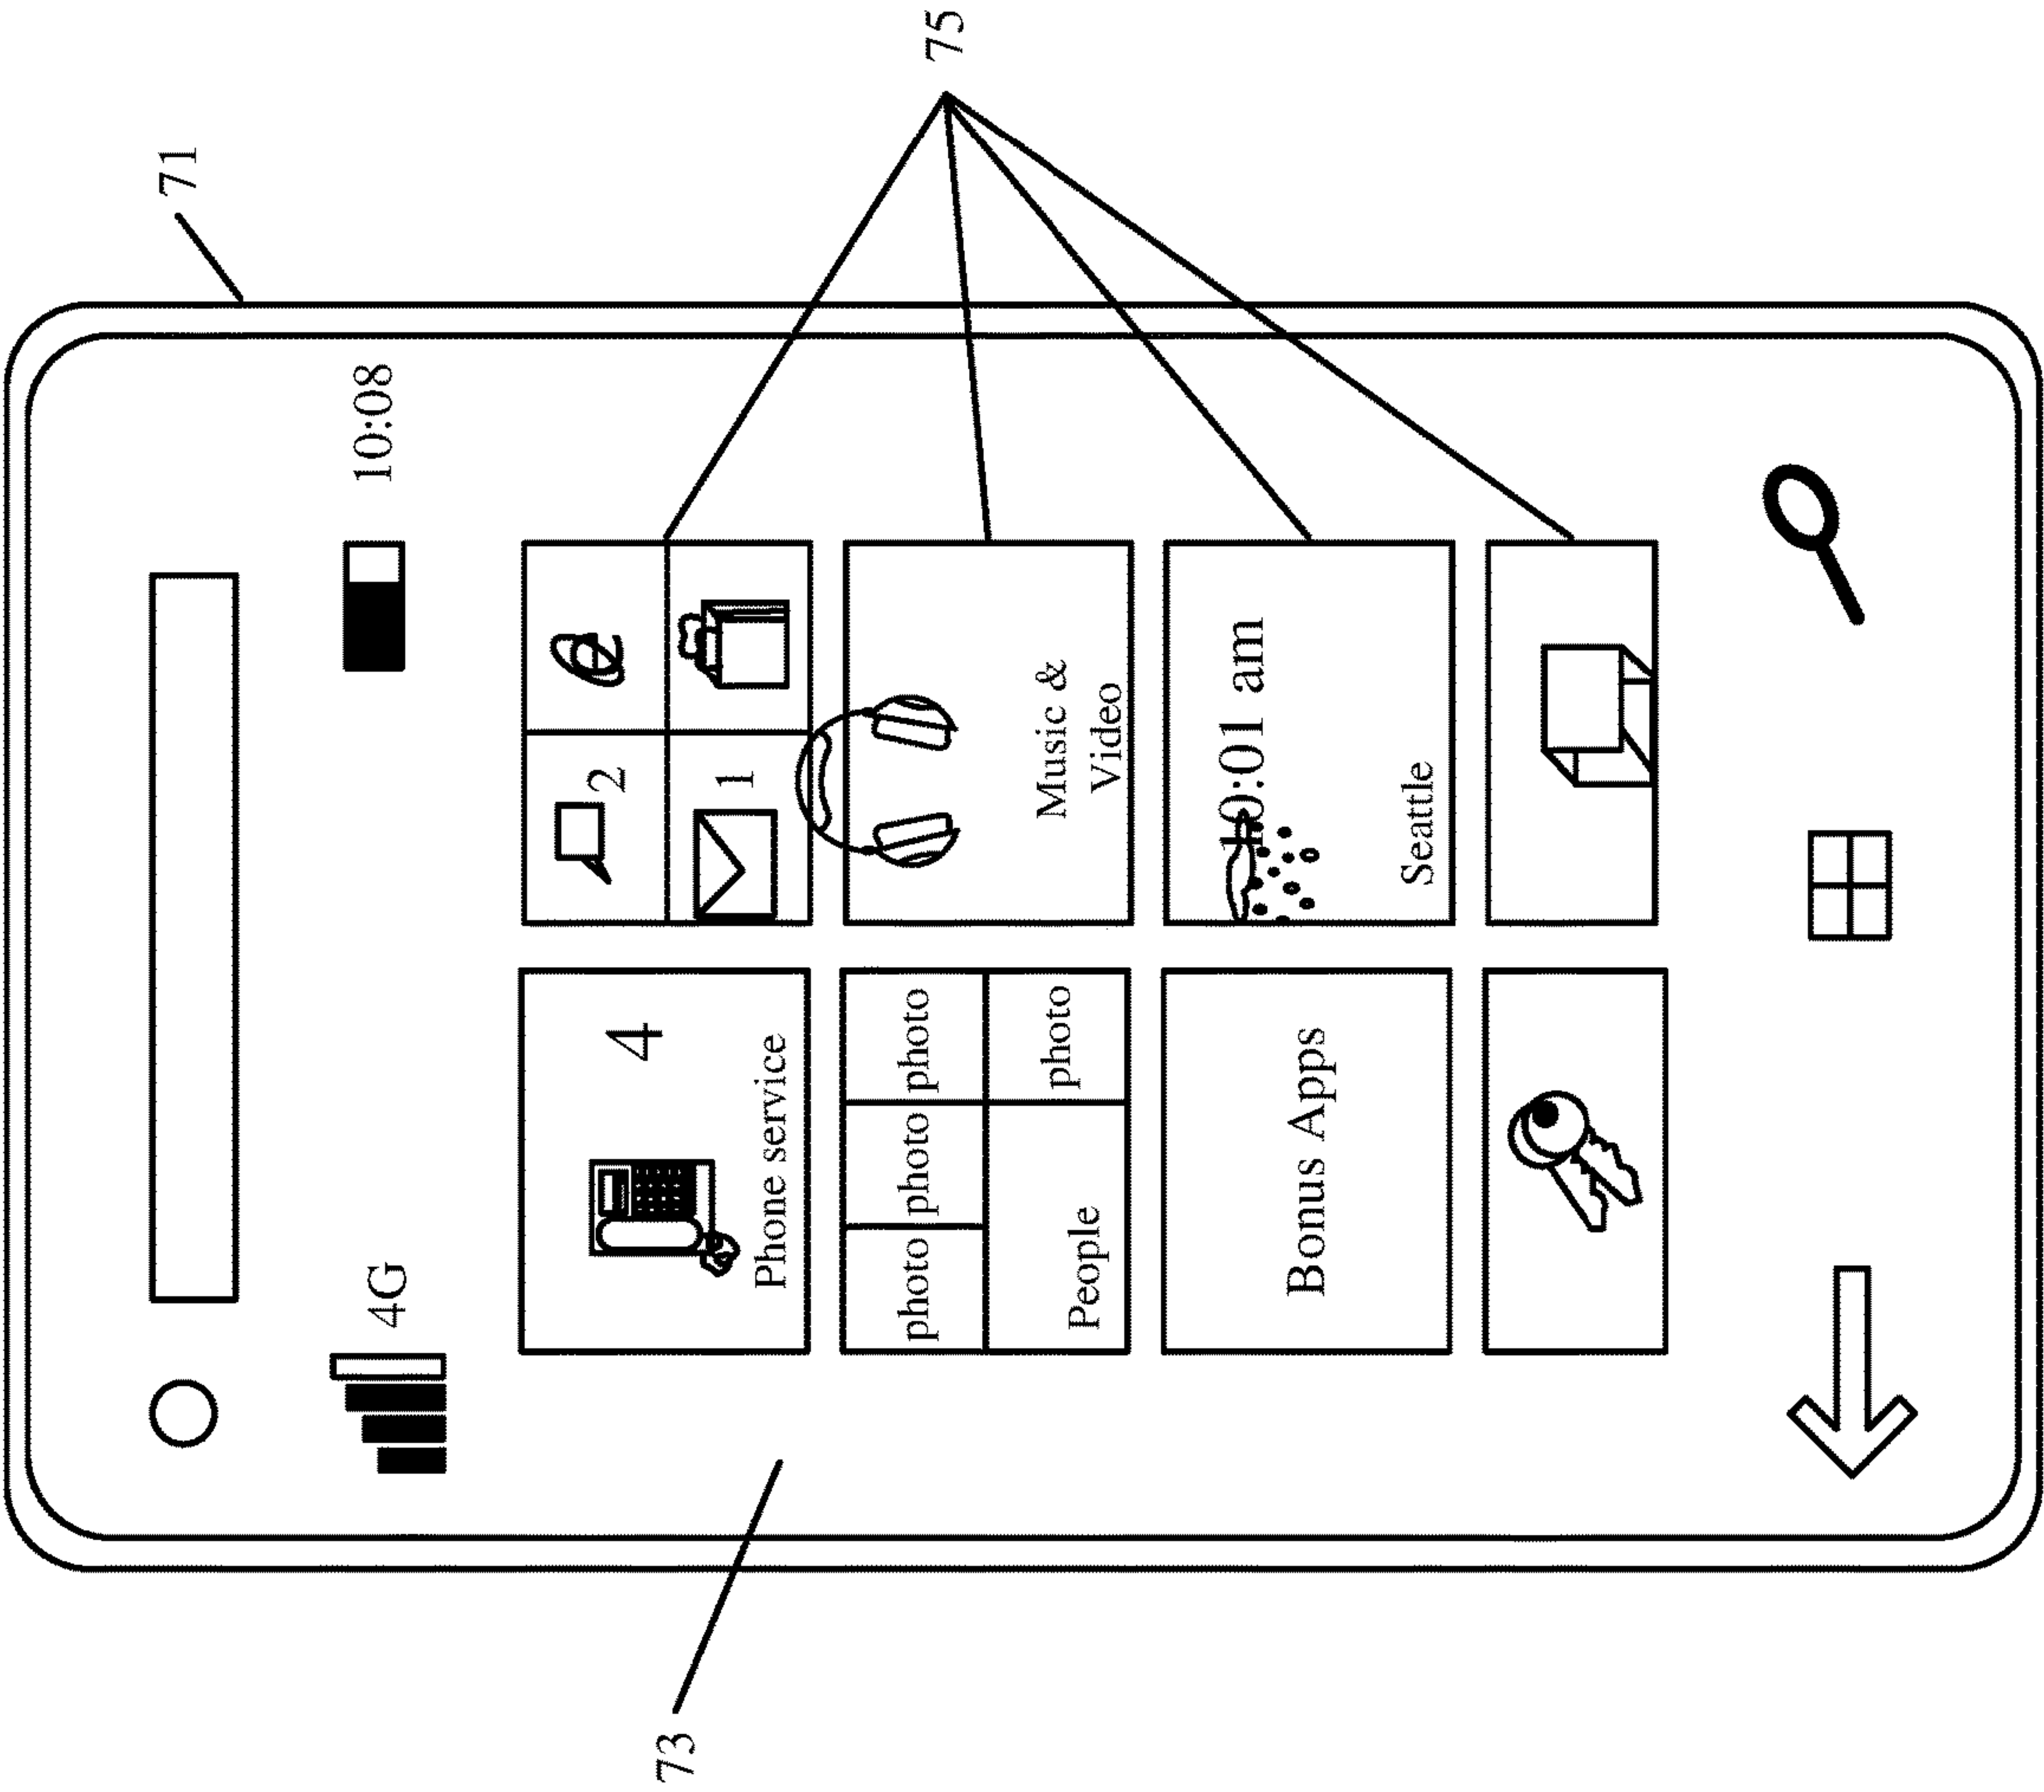 71
4G 10:08
4
Phone service
2
1
75
photo photo photo
People photo
Music &
Video
Bonus Apps
10:01 am
Seattle
73